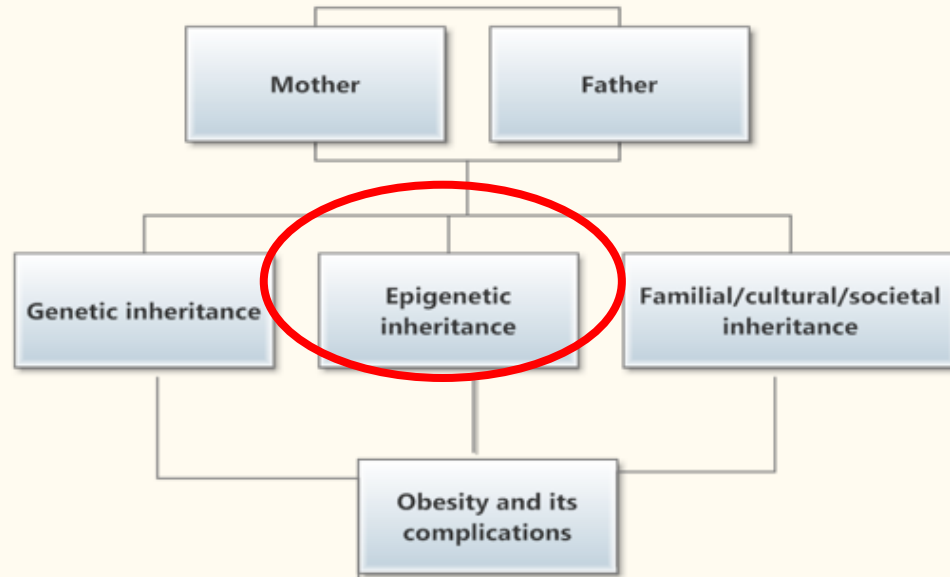 Mother
Father
Genetic inheritance
Epigenetic
inheritance
Familial/cultural/societal
inheritance
Obesity and its
complications